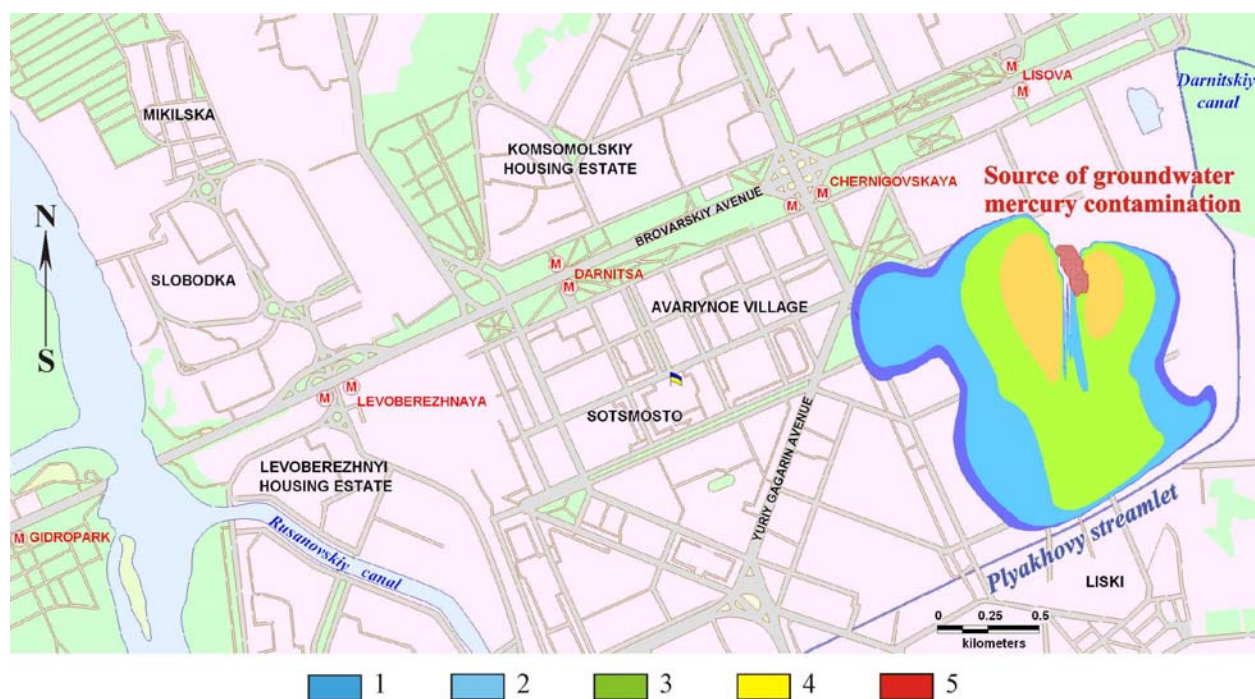 LISOVA
M
M
Darnitskiy
canal
MIKILSKA
KOMSOMOLSKIY
HOUSING ESTATE
Source of groundwater
mercury contamination
CHERNIGOVSKAYA
M
M
N
S
BROVARSKIY AVENUE
SLOBODKA
M
DARNITSA
M
AVARIYNOE VILLAGE
M
M
LEVOBEREZHNAYA
SOTSMOSTO
YURIY GAGARIN AVENUE
LEVOBEREZHNYI
HOUSING ESTATE
M GIDROPARK
Rusanovskiy canal
Plyakhovy streamlet
LISKI
0 0.25 0.5
kilometers
1 2 3 4 5